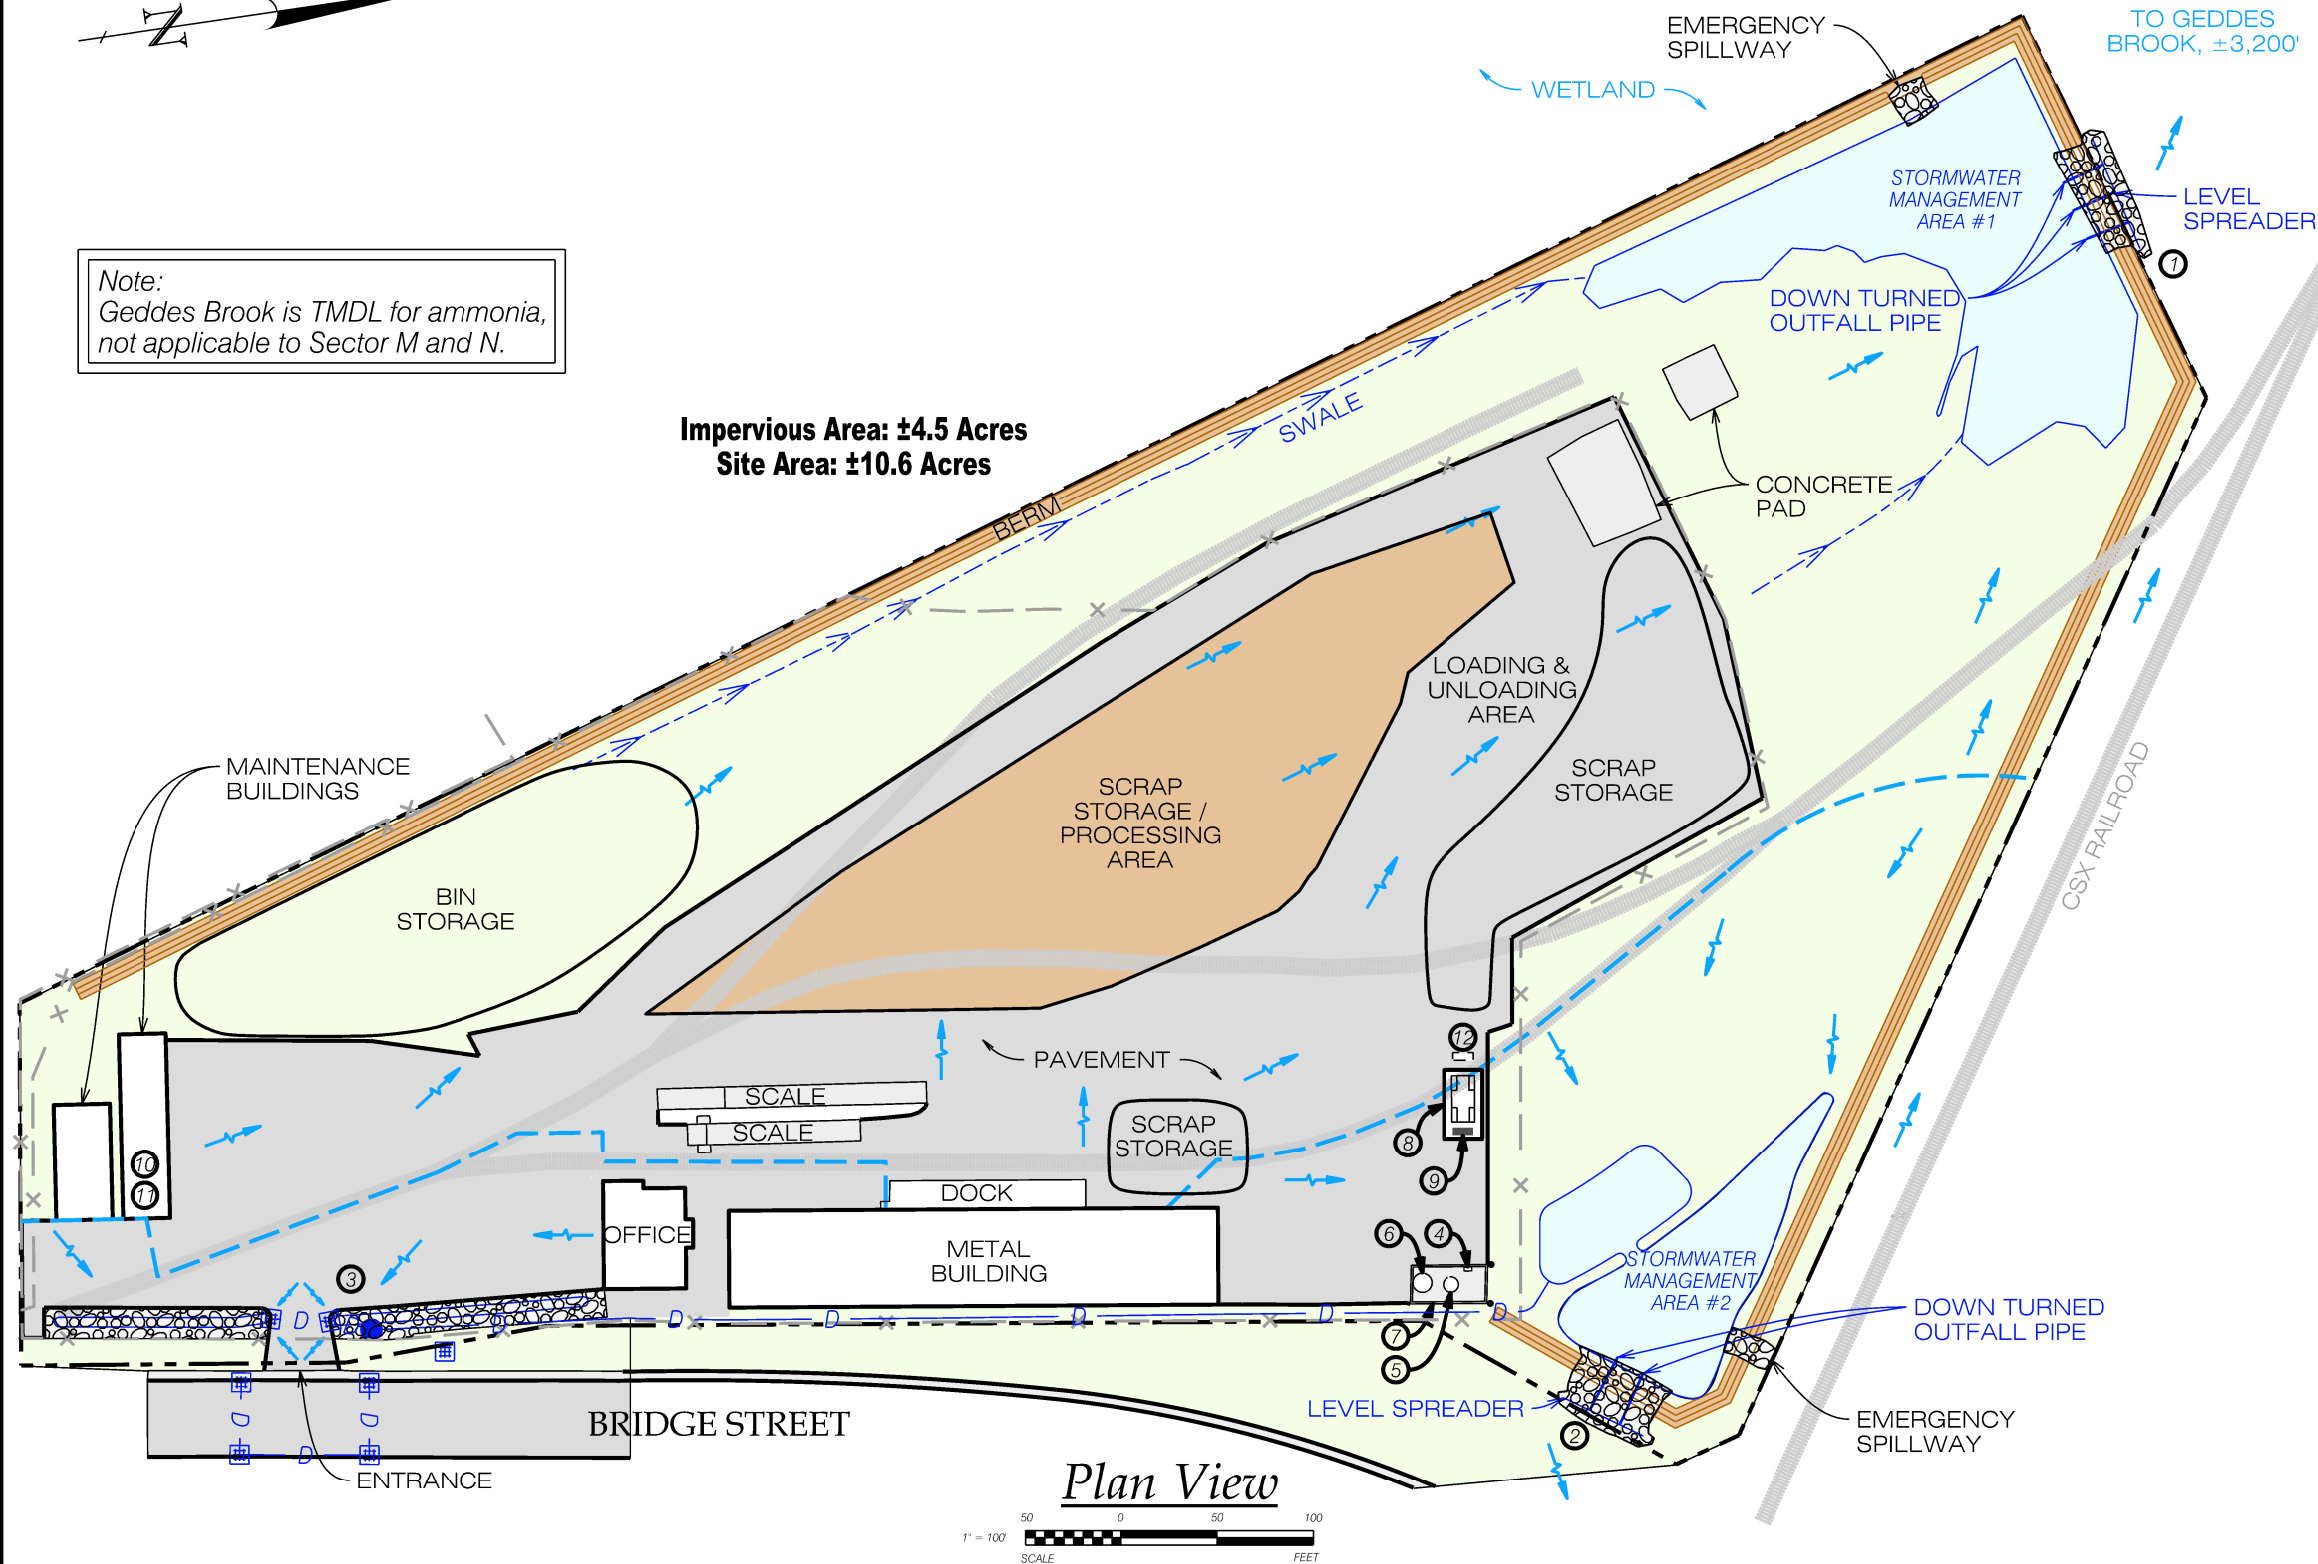 N
EMERGENCY
SPILLWAY
TO GEDDES
BROOK, ±3,200'
WETLAND
STORMWATER
MANAGEMENT
AREA #1
LEVEL
SPREADER
1
Note:
Geddes Brook is TMDL for ammonia,
not applicable to Sector M and N.
DOWN TURNED
OUTFALL PIPE
Impervious Area: ±4.5 Acres
Site Area: ±10.6 Acres
SWALE
BERM
CONCRETE
PAD
LOADING &
UNLOADING
AREA
MAINTENANCE
BUILDINGS
SCRAP
STORAGE /
PROCESSING
AREA
SCRAP
STORAGE
CSX RAILROAD
BIN
STORAGE
12
PAVEMENT
SCALE
SCALE
SCRAP
STORAGE
8
9
10
11
DOCK
OFFICE
METAL
BUILDING
6
4
STORMWATER
MANAGEMENT
AREA #2
3
D
D
D
D
D
D
D
D
7
5
DOWN TURNED
OUTFALL PIPE
LEVEL SPREADER
2
D
D
D
BRIDGE STREET
EMERGENCY
SPILLWAY
ENTRANCE
Plan View
50
0
50
100
1" = 100'
SCALE
FEET